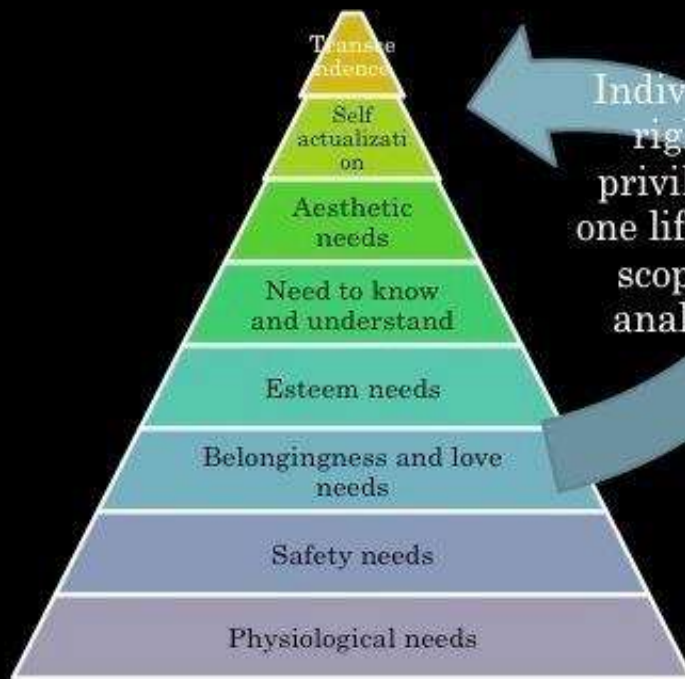 Transce
ndence
Self
actualizati
on
Aesthetic
needs
Need to know
and understand
Esteem needs
Belongingness and love
needs
Safety needs
Physiological needs
Indiv
rig
privil
one lif
scop
anal